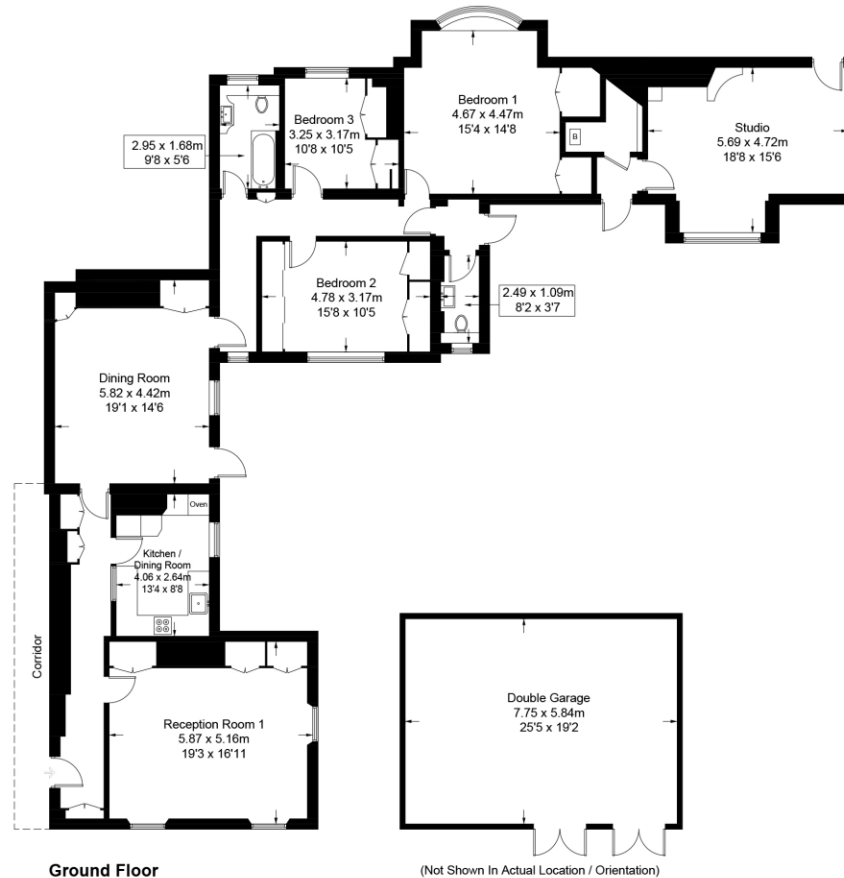 Bedroom 1
4.67 x 4.47m
15'4 x 14'8
Bedroom 3
3.25 x 3.17m
10'8 x 10'5
B
Studio
5.69 x 4.72m
18'8 x 15'6
2.95 x 1.68m
9'8 x 5'6
Bedroom 2
4.78 x 3.17m
15'8 x 10'5
2.49 x 1.09m
8'2 x 3'7
Dining Room
5.82 x 4.42m
19'1 x 14'6
Oven
Kitchen /
Dining Room
4.06 x 2.64m
13'4 x 8'8
Corridor
Reception Room 1
5.87 x 5.16m
19'3 x 16'11
Double Garage
7.75 x 5.84m
25'5 x 19'2
Ground Floor
(Not Shown In Actual Location / Orientation)